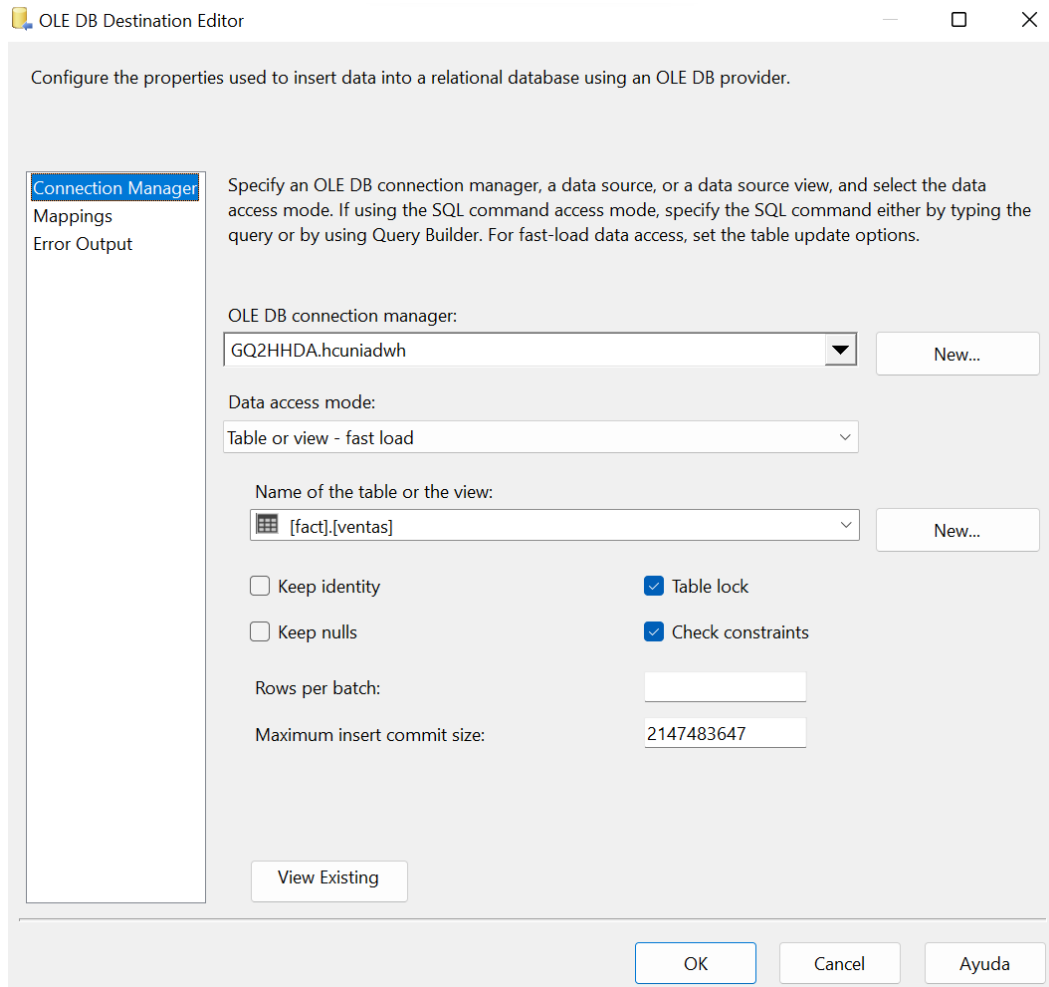 OLE DB Destination Editor
Configure the properties used to insert data into a relational database using an OLE DB provider.
Connection Manager
Mappings
Error Output
Specify an OLE DB connection manager, a data source, or a data source view, and select the data
access mode. If using the SQL command access mode, specify the SQL command either by typing the
query or by using Query Builder. For fast-load data access, set the table update options.
OLE DB connection manager:
GQ2HHDA.hcuniadwh
New...
Data access mode:
Table or view - fast load
Name of the table or the view:
[fact].[ventas]
New...
Keep identity
Table lock
Keep nulls
Check constraints
Rows per batch:
Maximum insert commit size:
2147483647
View Existing
OK
Cancel
Ayuda